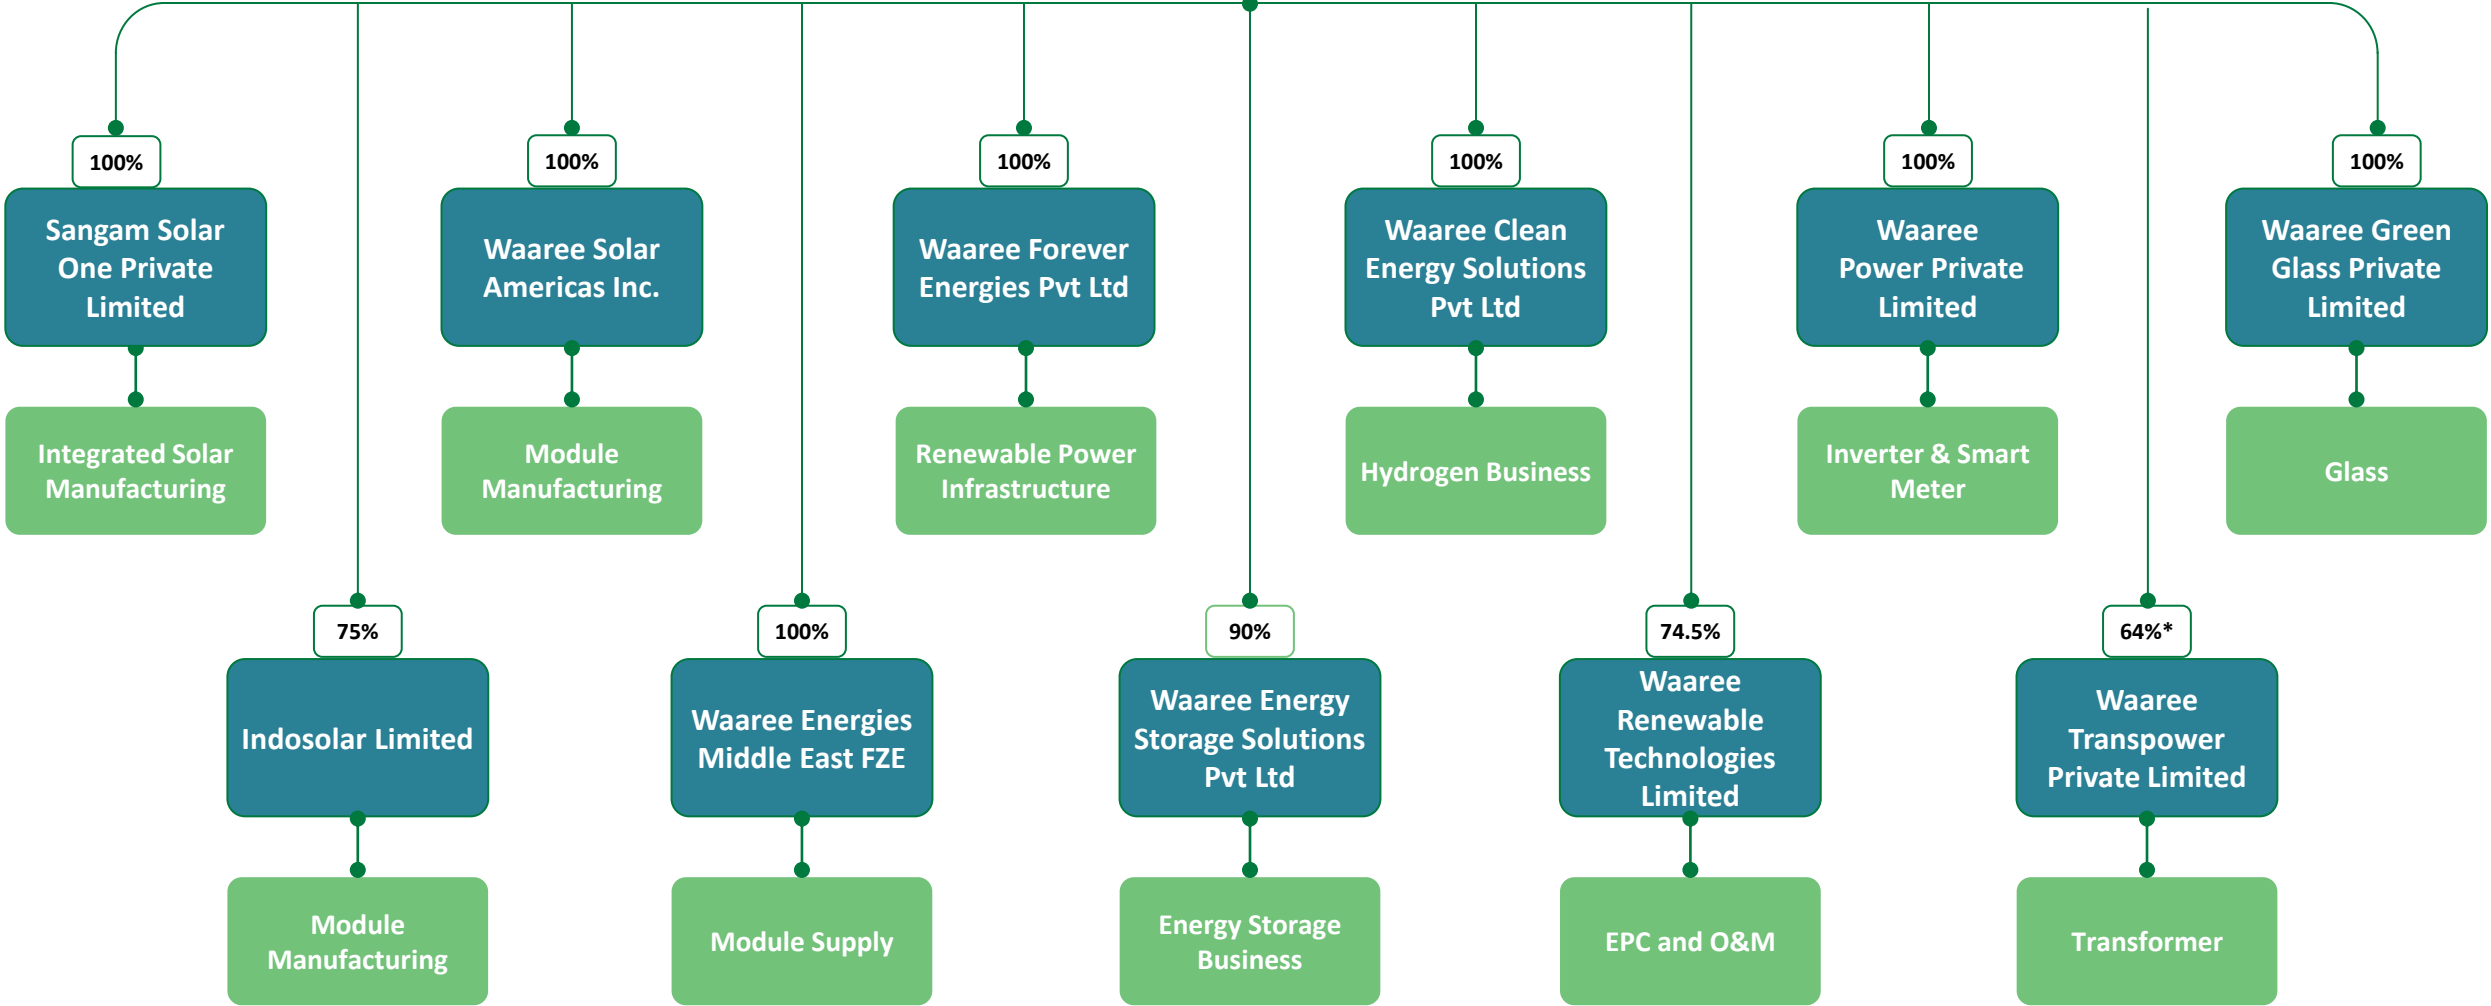 100%
Sangam Solar
One Private
Limited
Integrated Solar
Manufacturing
100%
Waaree Solar
Americas Inc.
Module
Manufacturing
100%
Waaree Forever
Energies Pvt Ltd
Renewable Power
Infrastructure
100%
Waaree Clean
Energy Solutions
Pvt Ltd
Hydrogen Business
100%
Waaree
Power Private
Limited
Inverter & Smart
Meter
100%
Waaree Green
Glass Private
Limited
Glass
75%
Indosolar Limited
Module
Manufacturing
100%
Waaree Energies
Middle East FZE
Module Supply
90%
Waaree Energy
Storage Solutions
Pvt Ltd
Energy Storage
Business
74.5%
Waaree
Renewable
Technologies
Limited
EPC and O&M
64%*
Waaree
Transpower
Private Limited
Transformer